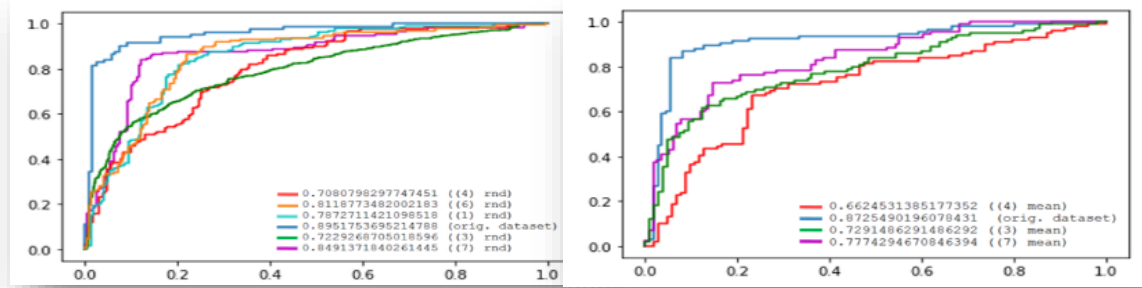 1.0
0.8
0.6
0.4
0.2
0.0
0.7080798297747451 ((4) rnd)
0.8118773482002183 ((6) rnd)
0.7872711421098518 ((1) rnd)
0.8951753695214788 (orig. dataset)
0.7229268705018596 ((3) rnd)
0.8491371840261445 ((7) rnd)
0.0 0.2 0.4 0.6 0.8 1.0
1.0
0.8
0.6
0.4
0.2
0.0
0.6624531385177352 ((4) mean)
0.8725490196078431 (orig. dataset)
0.7291486291486292 ((3) mean)
0.7774294670846394 ((7) mean)
0.0 0.2 0.4 0.6 0.8 1.0